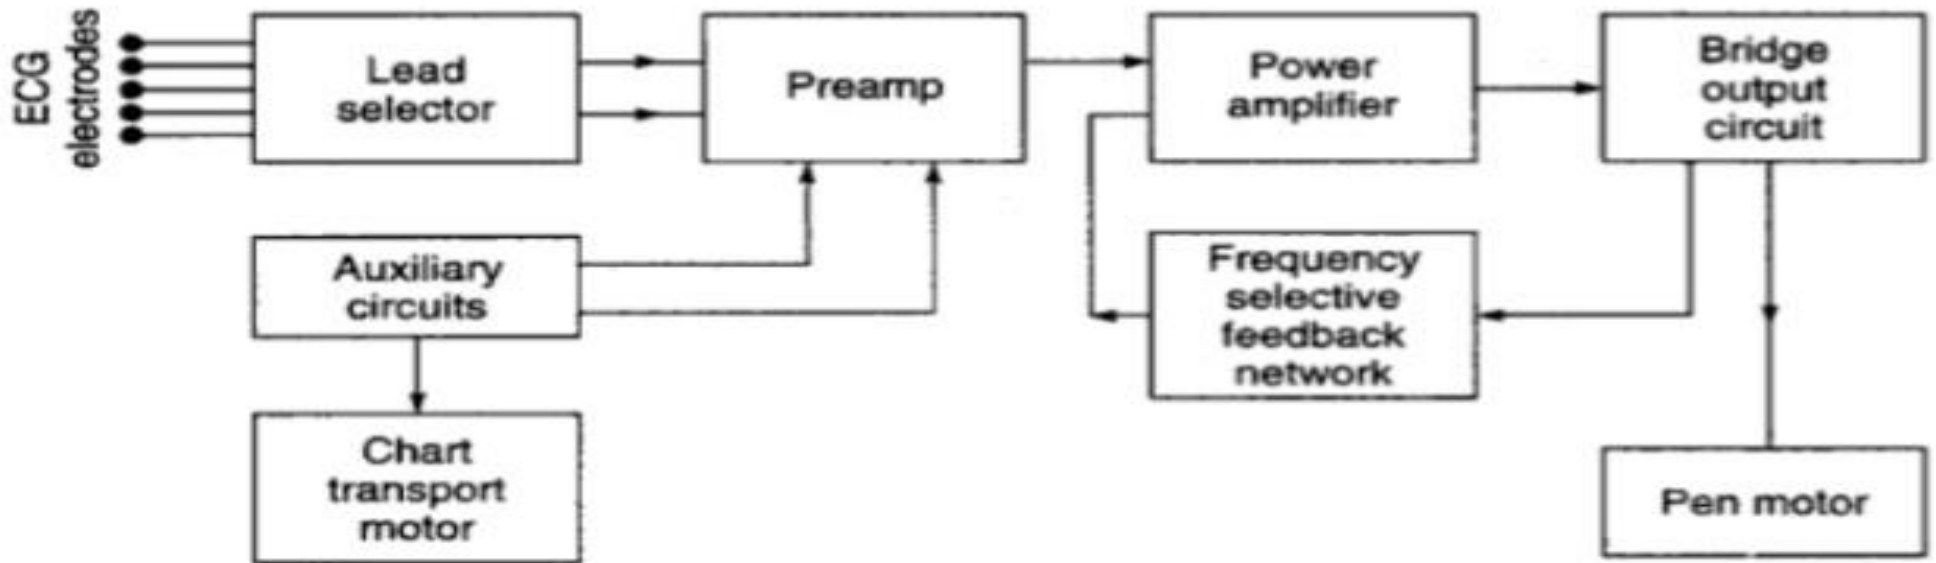 ECG
electrodes
Lead
selector
Preamp
Power
amplifier
Bridge
output
circuit
Auxiliary
circuits
Frequency
selective
feedback
network
Chart
transport
motor
Pen motor